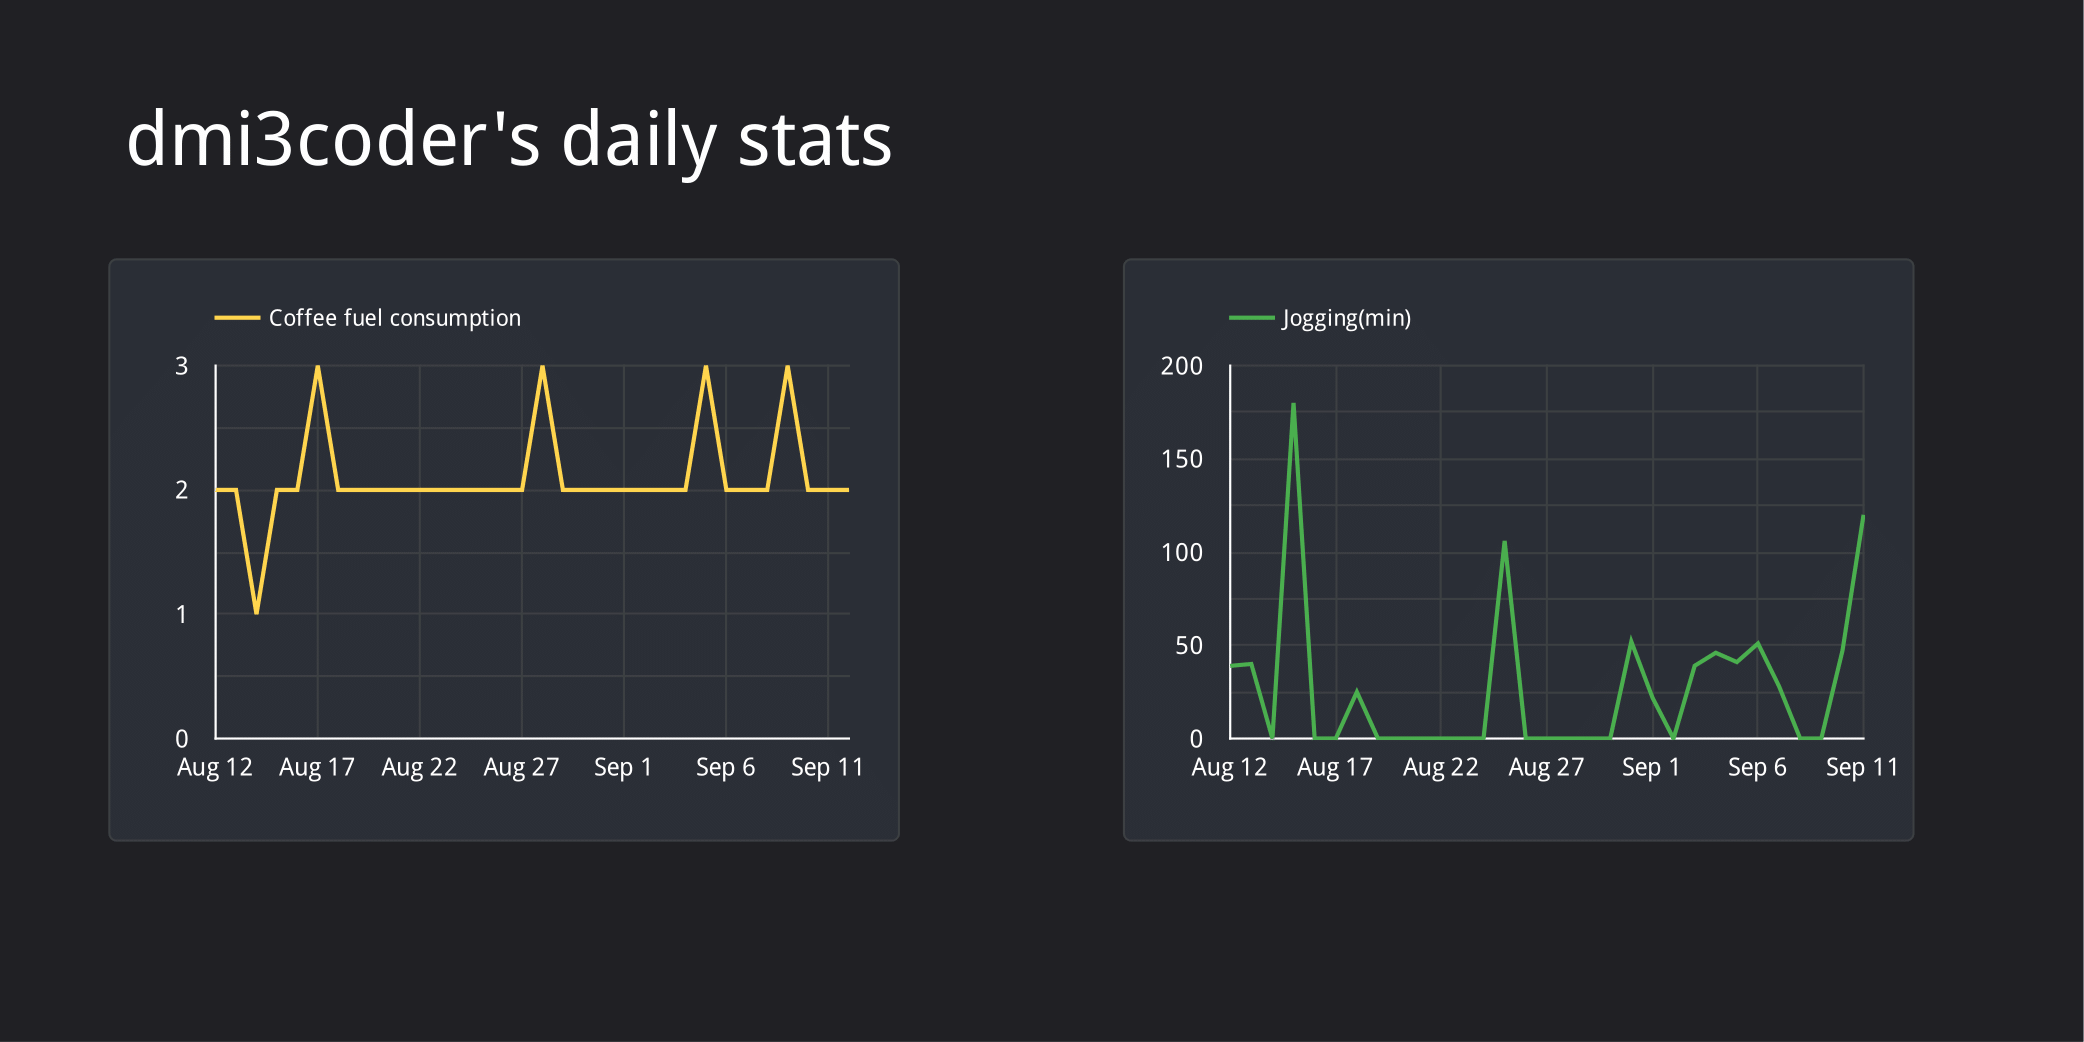 dmi3coder's daily stats
Coffee fuel consumption
3
2
1
0
Aug 12 Aug 17 Aug 22 Aug 27 Sep 1 Sep 6 Sep 11
Jogging(min)
200
150
100
50
0
Aug 12 Aug 17 Aug 22 Aug 27 Sep 1 Sep 6 Sep 11